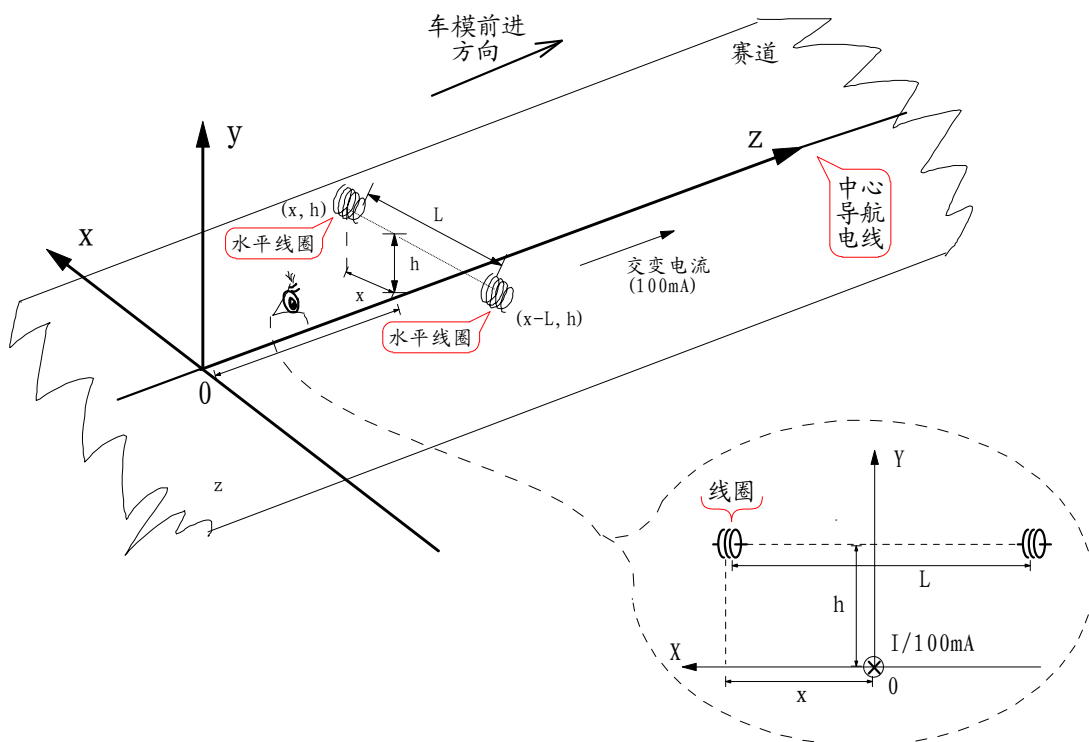 车模前进
方向
赛道
y
z
x
(x,h)
水平线圈
L
h
x
中心
导航
电线
交变电流
(100mA)
(x-L,h)
水平线圈
0
z
线圈
Y
L
h
I/100mA
X
x
0